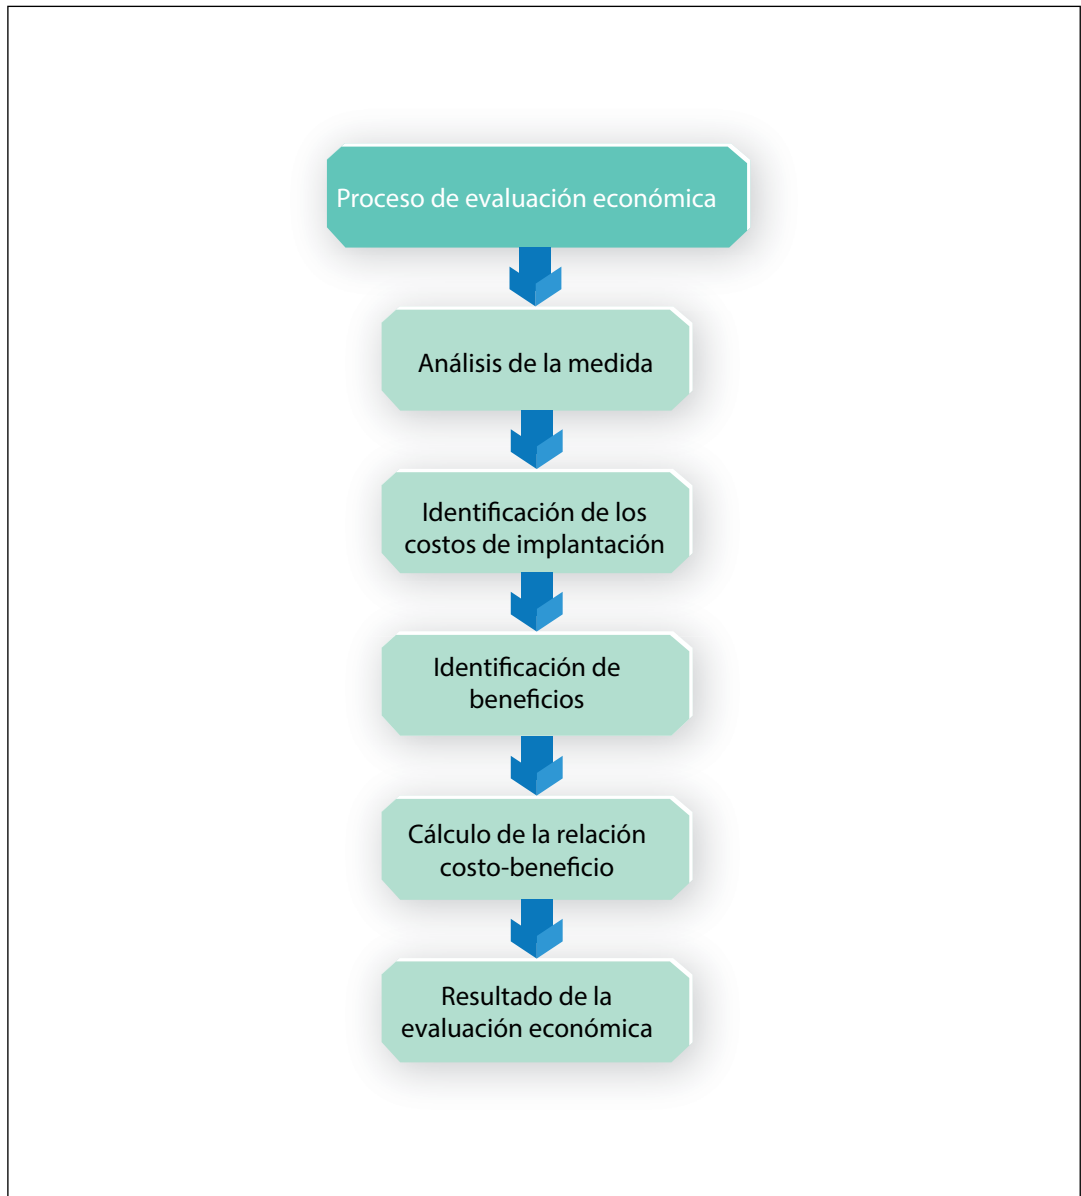 Proceso de evaluación económica
Análisis de la medida
Identificación de los
costos de implantación
Identificación de
beneficios
Cálculo de la relación
costo-beneficio
Resultado de la
evaluación económica